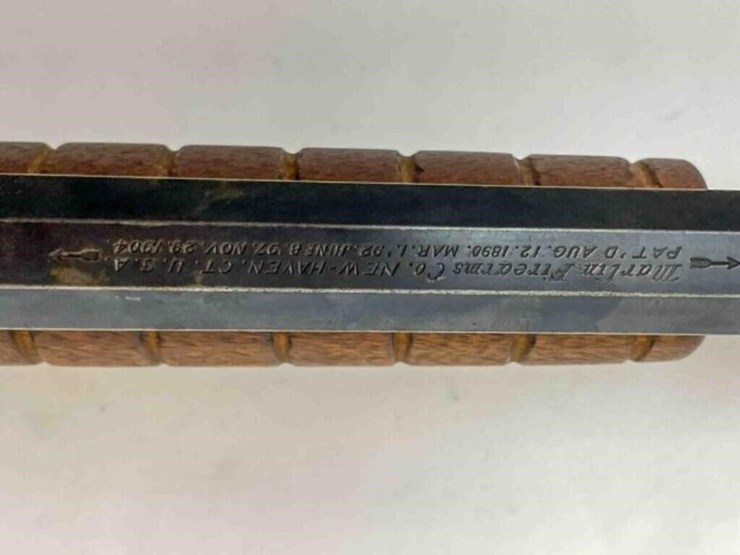 Marlin Firearms Co. NEW-HAVEN, CT. U.S.A.
PAT'D AUG. 12. 1890. MAR. 1. '92. JUNE 8. '97. NOV. 29. 1904.